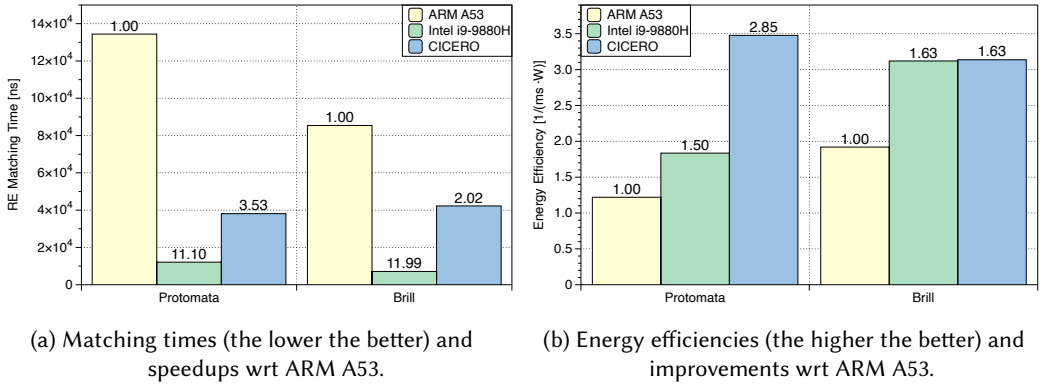 14×10⁴
12×10⁴
10×10⁴
8×10⁴
6×10⁴
4×10⁴
2×10⁴
0
RE Matching Time [ns]
ARM A53
Intel i9-9880H
CICERO
1.00
11.10
3.53
1.00
11.99
2.02
Protomata
Brill
(a) Matching times (the lower the better) and
speedups wrt ARM A53.
3.5
3.0
2.5
2.0
1.5
1.0
0.5
0
Energy Efficiency [1/(ms ·W)]
ARM A53
Intel i9-9880H
CICERO
1.00
1.50
2.85
1.00
1.63
1.63
Protomata
Brill
(b) Energy efficiencies (the higher the better) and
improvements wrt ARM A53.